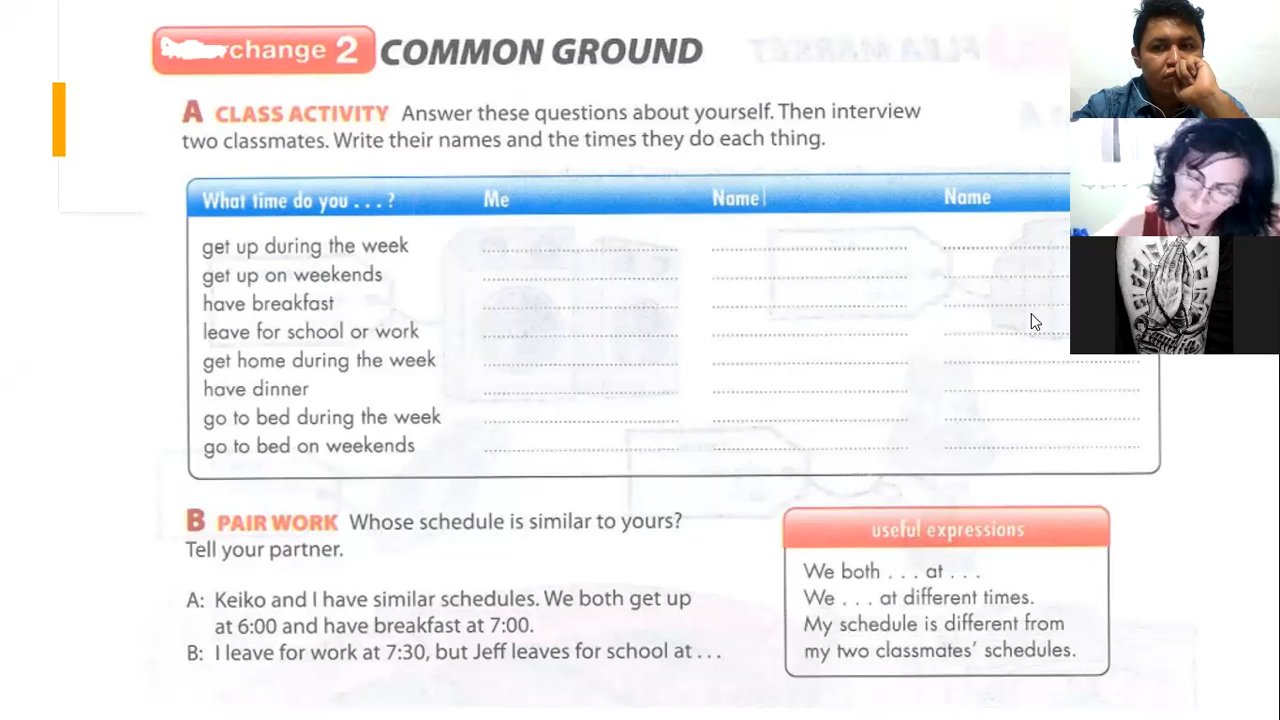 change 2 COMMON GROUND
A CLASS ACTIVITY Answer these questions about yourself. Then interview
two classmates. Write their names and the times they do each thing.
What time do you . . . ? Me Name Name
get up during the week
get up on weekends
have breakfast
leave for school or work
get home during the week
have dinner
go to bed during the week
go to bed on weekends
B PAIR WORK Whose schedule is similar to yours?
Tell your partner.
A: Keiko and I have similar schedules. We both get up
at 6:00 and have breakfast at 7:00.
B: I leave for work at 7:30, but Jeff leaves for school at . . .
useful expressions
We both . . . at . . .
We . . . at different times.
My schedule is different from
my two classmates' schedules.